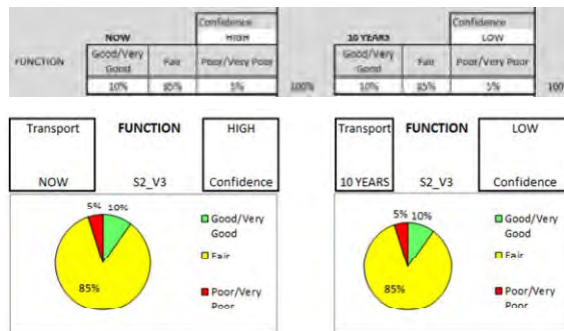 Confidence Confidence
NOW HIGH 10 YEARS LOW
FUNCTION Good/Very Good Fair Poor/Very Poor Good/Very Good Fair Poor/Very Poor
10% 85% 5% 100% 10% 85% 5% 100
Transport FUNCTION HIGH Transport FUNCTION LOW
NOW S2_V3 Confidence 10 YEARS S2_V3 Confidence
5% 10% 5% 10%
Good/Very Good/Very
Good Good
Fair Fair
85% 85%
Poor/Very Poor/Very
Poor Poor